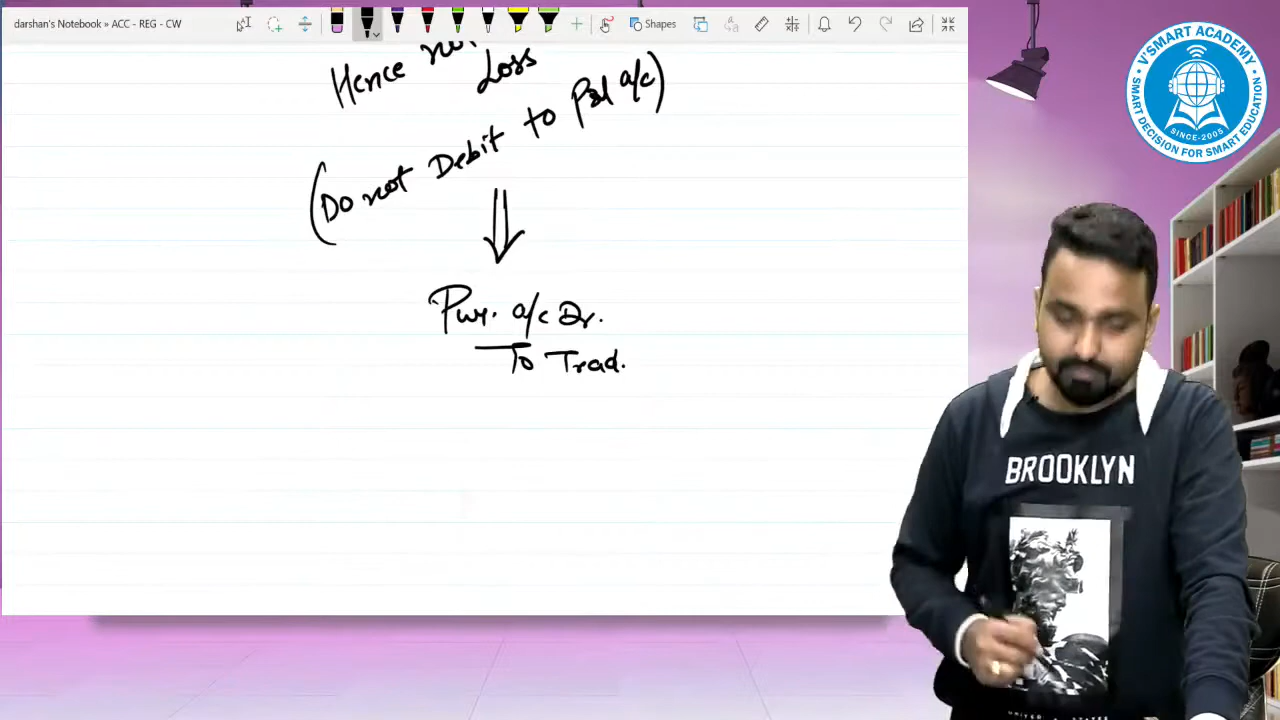 darshan's Notebook » ACC - REG - CW
Shapes
Hence not
Loss
(Do not Debit to P&l a/c)
Pur. a/c Dr.
To Trad.
V'SMART ACADEMY
SMART DECISION FOR SMART EDUCATION
SINCE-2005
BROOKLYN